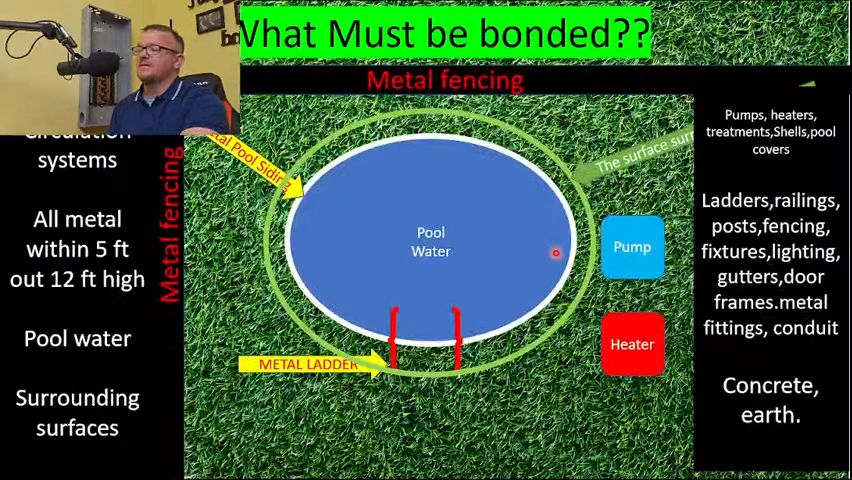 What Must be bonded??
Metal fencing
Circulation
systems
All metal
within 5 ft
out 12 ft high
Pool water
Surrounding
surfaces
Metal fencing
Pool Siding
Pool
Water
METAL LADDER
The surface
Pump
Heater
Pumps, heaters,
treatments,Shells,pool
covers
Ladders,railings,
posts,fencing,
fixtures,lighting,
gutters,door
frames.metal
fittings, conduit
Concrete,
earth.